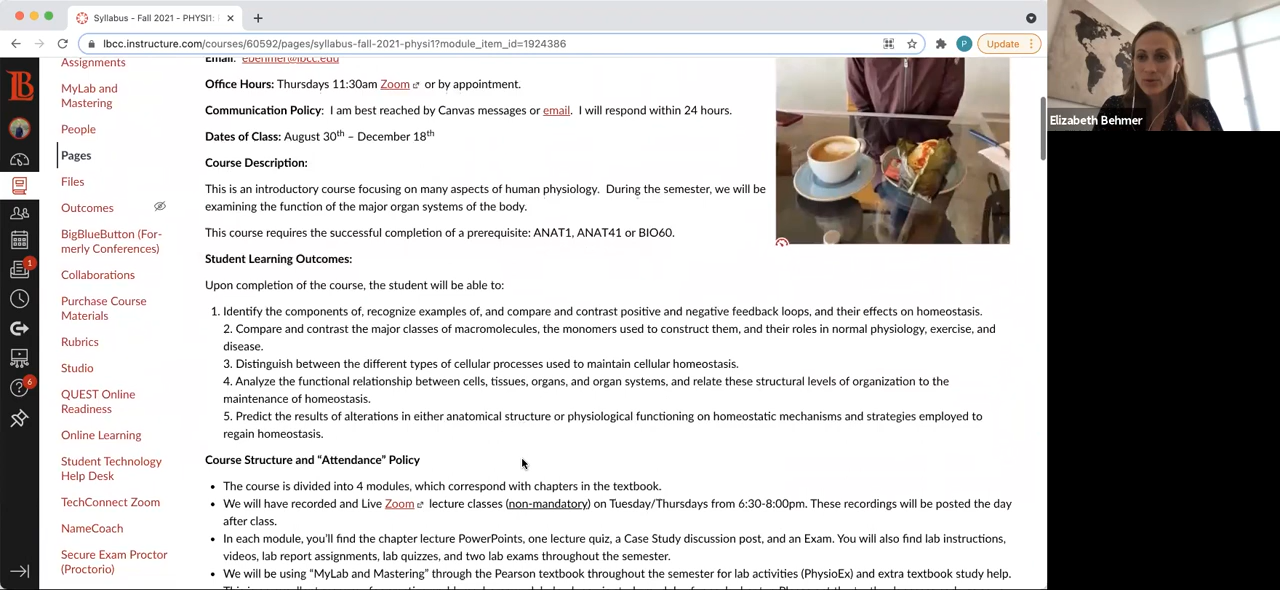 Syllabus - Fall 2021 - PHYSI1:
lbcc.instructure.com/courses/60592/pages/syllabus-fall-2021-physi1?module_item_id=1924386
P
Update
Elizabeth Behmer
LB
1
6
Assignments
MyLab and
Mastering
People
Pages
Files
Outcomes
BigBlueButton (For-
merly Conferences)
Collaborations
Purchase Course
Materials
Rubrics
Studio
QUEST Online
Readiness
Online Learning
Student Technology
Help Desk
TechConnect Zoom
NameCoach
Secure Exam Proctor
(Proctorio)
Email: ebehmer@lbcc.edu
Office Hours: Thursdays 11:30am Zoom or by appointment.
Communication Policy: I am best reached by Canvas messages or email. I will respond within 24 hours.
Dates of Class: August 30th – December 18th
Course Description:
This is an introductory course focusing on many aspects of human physiology. During the semester, we will be
examining the function of the major organ systems of the body.
This course requires the successful completion of a prerequisite: ANAT1, ANAT41 or BIO60.
Student Learning Outcomes:
Upon completion of the course, the student will be able to:
1. Identify the components of, recognize examples of, and compare and contrast positive and negative feedback loops, and their effects on homeostasis.
2. Compare and contrast the major classes of macromolecules, the monomers used to construct them, and their roles in normal physiology, exercise, and
disease.
3. Distinguish between the different types of cellular processes used to maintain cellular homeostasis.
4. Analyze the functional relationship between cells, tissues, organs, and organ systems, and relate these structural levels of organization to the
maintenance of homeostasis.
5. Predict the results of alterations in either anatomical structure or physiological functioning on homeostatic mechanisms and strategies employed to
regain homeostasis.
Course Structure and “Attendance” Policy
• The course is divided into 4 modules, which correspond with chapters in the textbook.
• We will have recorded and Live Zoom lecture classes (non-mandatory) on Tuesday/Thursdays from 6:30-8:00pm. These recordings will be posted the day
after class.
• In each module, you’ll find the chapter lecture PowerPoints, one lecture quiz, a Case Study discussion post, and an Exam. You will also find lab instructions,
videos, lab report assignments, lab quizzes, and two lab exams throughout the semester.
• We will be using “MyLab and Mastering” through the Pearson textbook throughout the semester for lab activities (PhysioEx) and extra textbook study help.